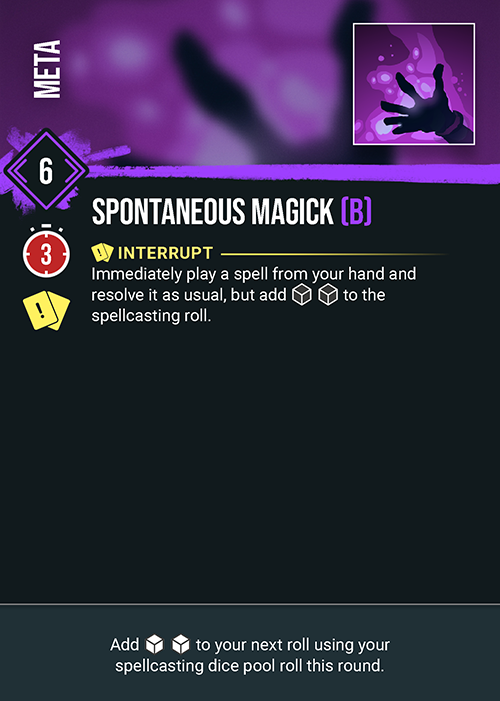 META
6
SPONTANEOUS MAGICK (B)
3
! INTERRUPT
Immediately play a spell from your hand and
resolve it as usual, but add to the
spellcasting roll.
!
Add to your next roll using your
spellcasting dice pool roll this round.